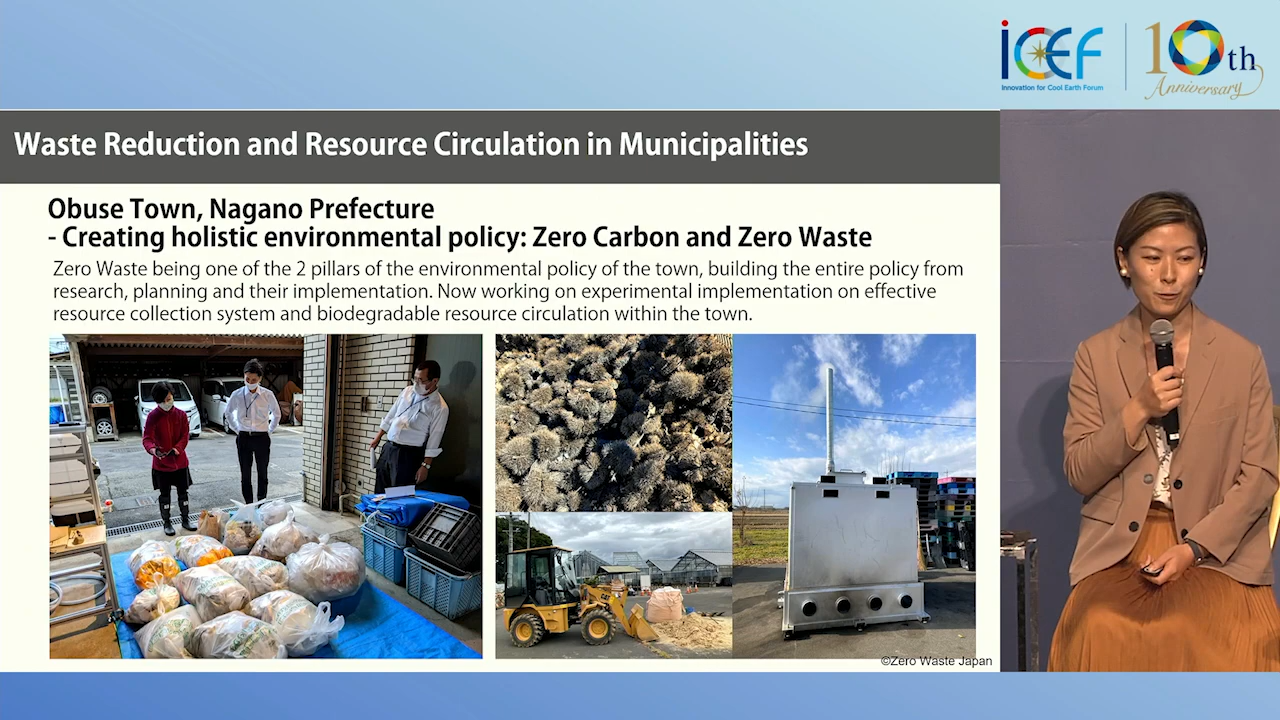 iCEF
Innovation for Cool Earth Forum
10th
Anniversary
Waste Reduction and Resource Circulation in Municipalities
Obuse Town, Nagano Prefecture
- Creating holistic environmental policy: Zero Carbon and Zero Waste
Zero Waste being one of the 2 pillars of the environmental policy of the town, building the entire policy from
research, planning and their implementation. Now working on experimental implementation on effective
resource collection system and biodegradable resource circulation within the town.
CAT
©Zero Waste Japan